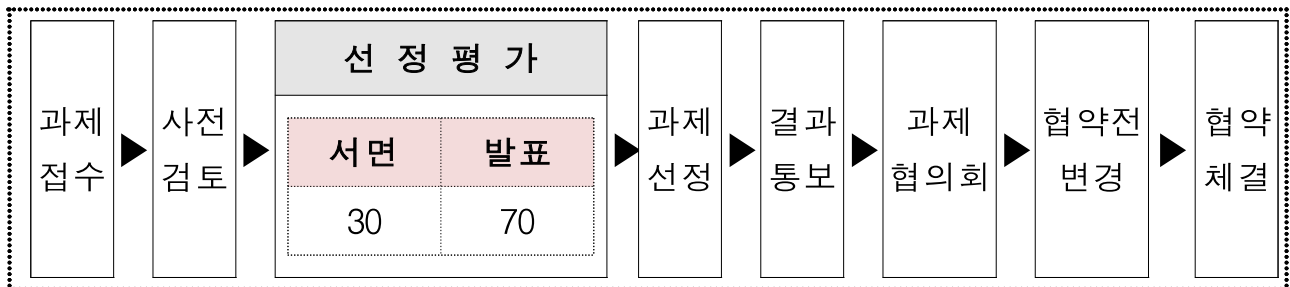 과제
접수
사전
검토
선 정 평 가
서면 발표
30 70
과제
선정
결과
통보
과제
협의회
협약전
변경
협약
체결